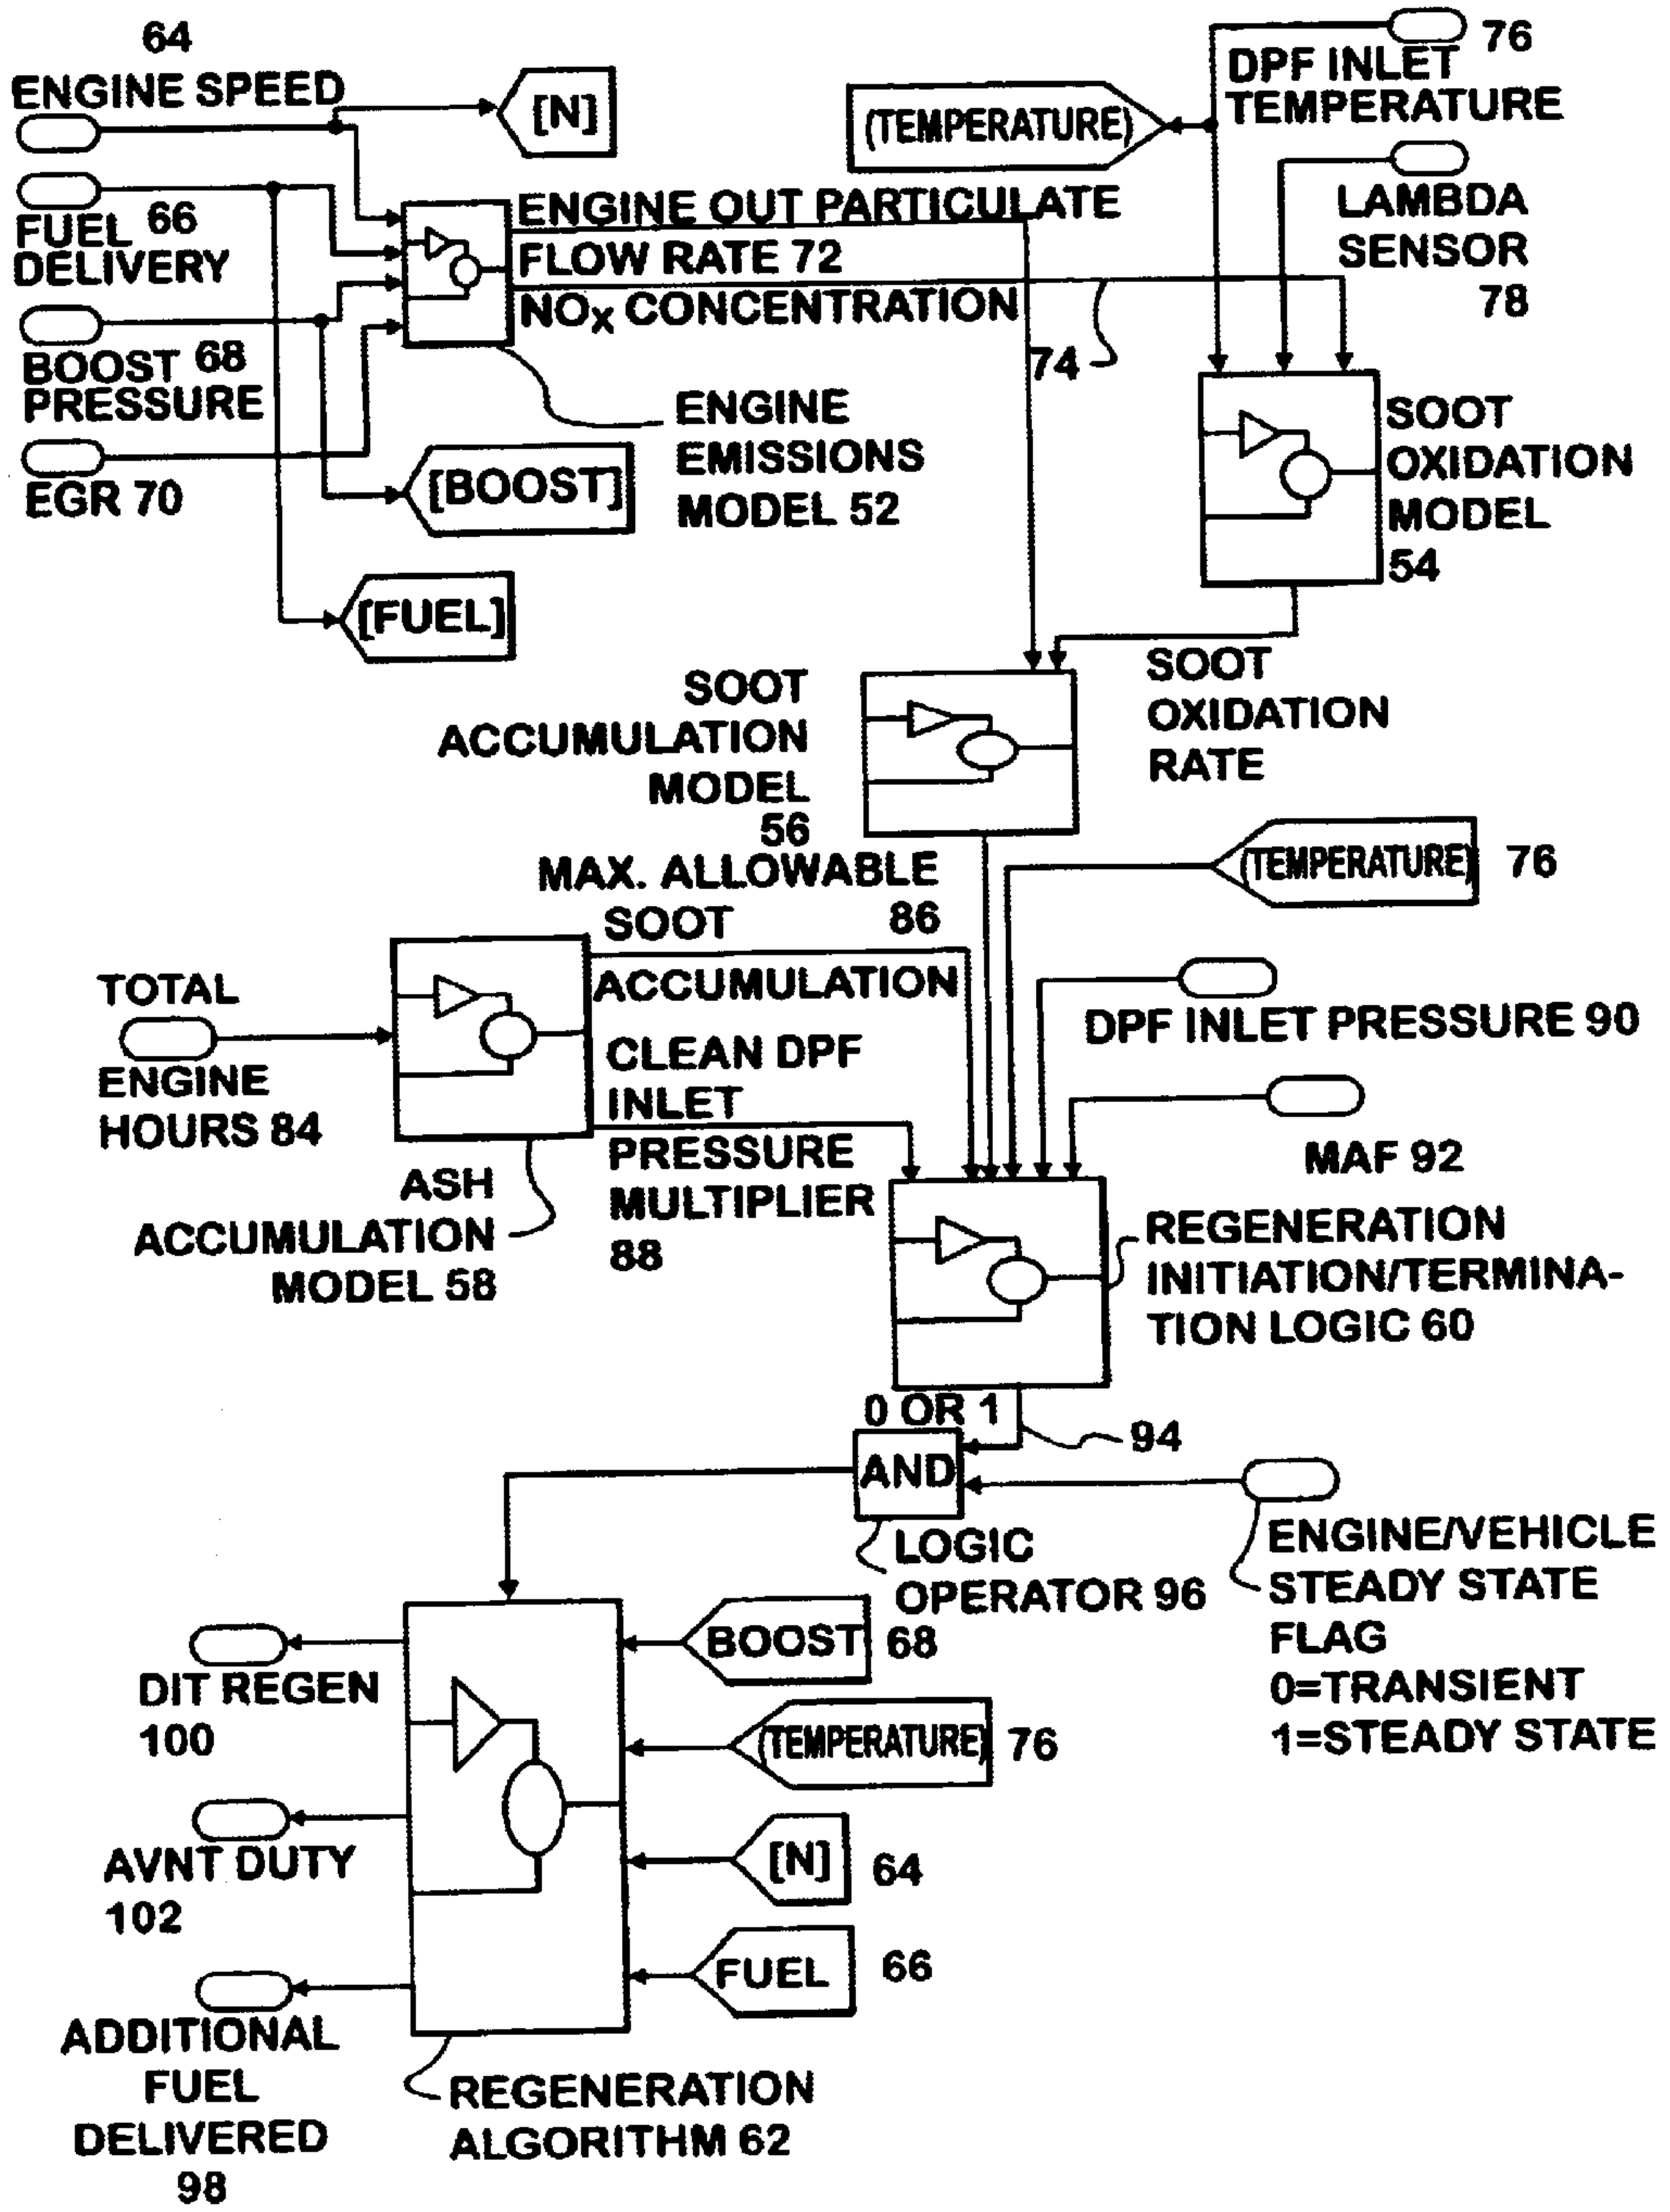 64
ENGINE SPEED
[N]
76
DPF INLET
TEMPERATURE
(TEMPERATURE)
FUEL 66
DELIVERY
ENGINE OUT PARTICULATE
FLOW RATE 72
NOX CONCENTRATION
LAMBDA
SENSOR
78
BOOST 68
PRESSURE
74
ENGINE
EMISSIONS
MODEL 52
SOOT
OXIDATION
MODEL
54
EGR 70
[BOOST]
[FUEL]
SOOT
ACCUMULATION
MODEL
56
SOOT
OXIDATION
RATE
MAX. ALLOWABLE
SOOT 86
ACCUMULATION
(TEMPERATURE) 76
TOTAL
ENGINE
HOURS 84
DPF INLET PRESSURE 90
CLEAN DPF
INLET
PRESSURE
MULTIPLIER
88
MAF 92
ASH
ACCUMULATION
MODEL 58
REGENERATION
INITIATION/TERMINA-
TION LOGIC 60
0 OR 1
94
AND
LOGIC
OPERATOR 96
ENGINE/VEHICLE
STEADY STATE
FLAG
0=TRANSIENT
1=STEADY STATE
DIT REGEN
100
BOOST 68
(TEMPERATURE) 76
AVNT DUTY
102
[N] 64
FUEL 66
ADDITIONAL
FUEL
DELIVERED
98
REGENERATION
ALGORITHM 62